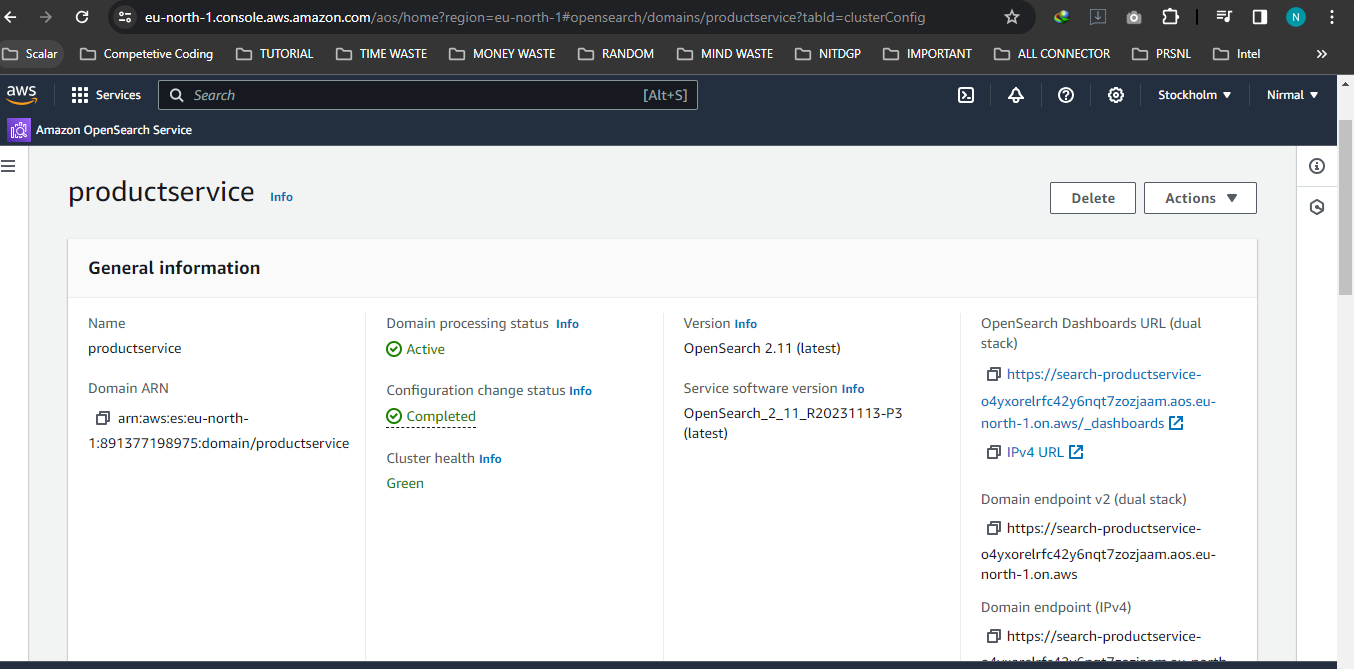 eu-north-1.console.aws.amazon.com/aos/home?region=eu-north-1#opensearch/domains/productservice?tabId=clusterConfig
N
Scalar Competetive Coding TUTORIAL TIME WASTE MONEY WASTE RANDOM MIND WASTE NITDGP IMPORTANT ALL CONNECTOR PRSNL Intel »
aws Services Search [Alt+S] Stockholm Nirmal
Amazon OpenSearch Service
productservice Info
Delete Actions
General information
Name
productservice
Domain ARN
arn:aws:es:eu-north-
1:891377198975:domain/productservice
Domain processing status Info
Active
Configuration change status Info
Completed
Cluster health Info
Green
Version Info
OpenSearch 2.11 (latest)
Service software version Info
OpenSearch_2_11_R20231113-P3
(latest)
OpenSearch Dashboards URL (dual
stack)
https://search-productservice-
o4yxorelrfc42y6nqt7zozjaam.aos.eu-
north-1.on.aws/_dashboards
IPv4 URL
Domain endpoint v2 (dual stack)
https://search-productservice-
o4yxorelrfc42y6nqt7zozjaam.aos.eu-
north-1.on.aws
Domain endpoint (IPv4)
https://search-productservice-